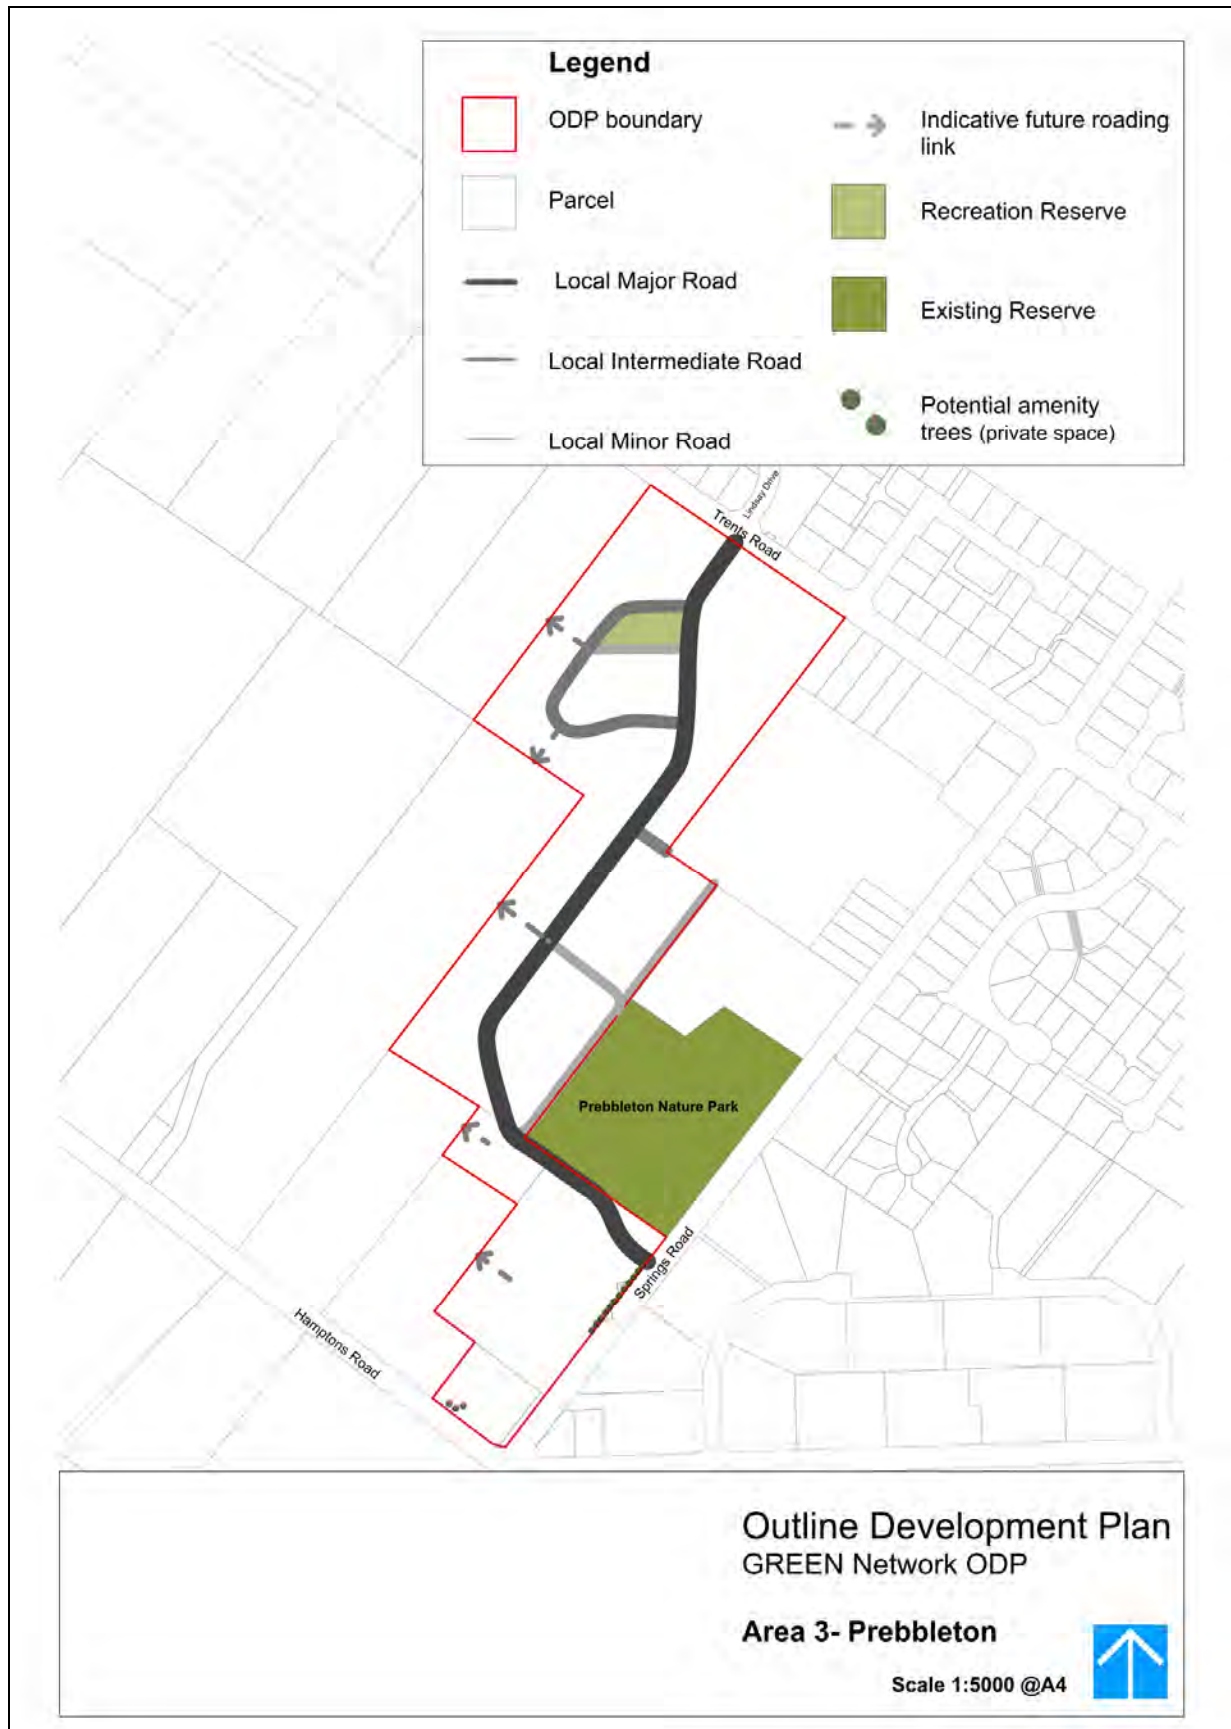 Legend
ODP boundary
Parcel
Local Major Road
Local Intermediate Road
Local Minor Road
Indicative future roading
link
Recreation Reserve
Existing Reserve
Potential amenity
trees (private space)
Lindsay Drive
Trents Road
Prebbleton Nature Park
Springs Road
Hamptons Road
Outline Development Plan
GREEN Network ODP
Area 3- Prebbleton
Scale 1:5000 @A4